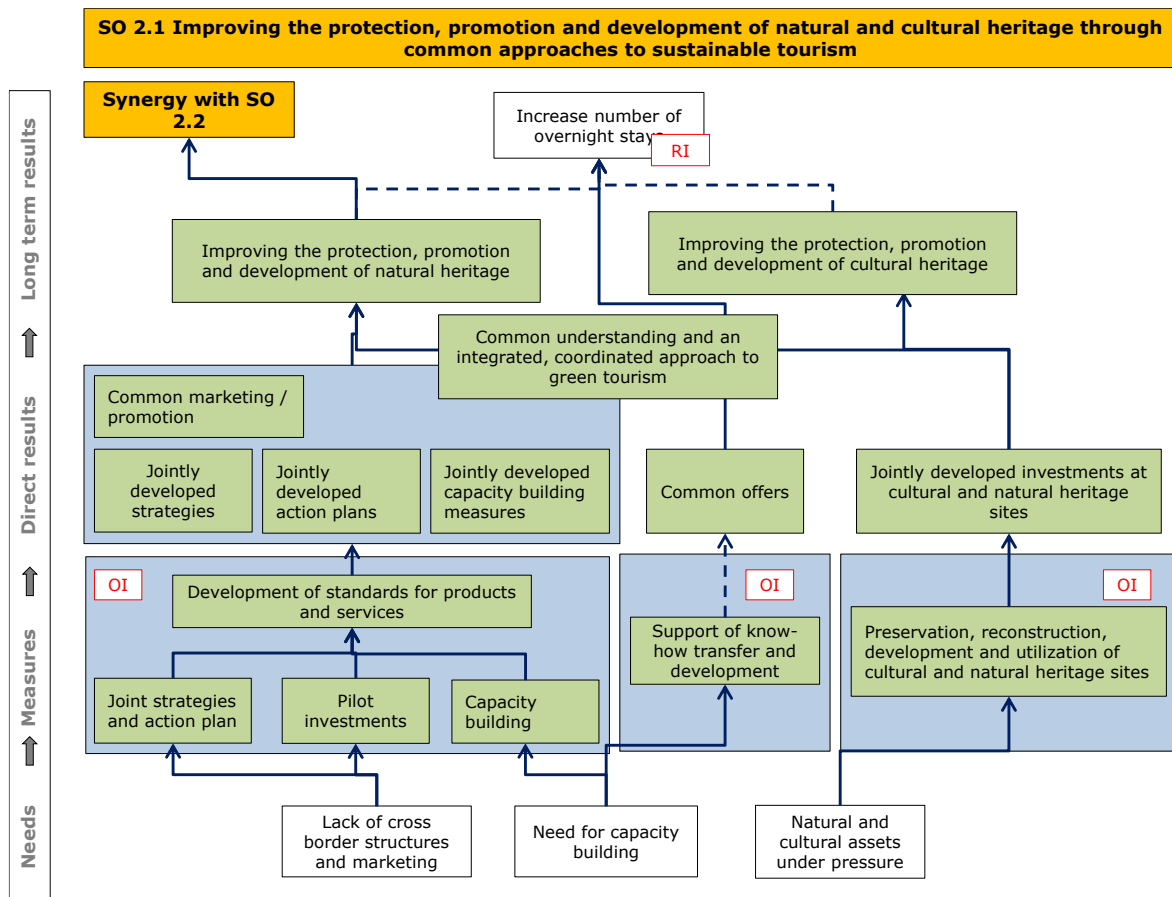 SO 2.1 Improving the protection, promotion and development of natural and cultural heritage through
common approaches to sustainable tourism
Synergy with SO
2.2
Increase number of
overnight stays
RI
Long term results
Improving the protection, promotion
and development of natural heritage
Improving the protection, promotion
and development of cultural heritage
Common understanding and an
integrated, coordinated approach to
green tourism
Direct results
Common marketing /
promotion
Jointly
developed
strategies
Jointly
developed
action plans
Jointly developed
capacity building
measures
Common offers
Jointly developed investments at
cultural and natural heritage
sites
Measures
OI
Development of standards for products
and services
OI
OI
Support of know-
how transfer and
development
Preservation, reconstruction,
development and utilization of
cultural and natural heritage sites
Joint strategies
and action plan
Pilot
investments
Capacity
building
Needs
Lack of cross
border structures
and marketing
Need for capacity
building
Natural and
cultural assets
under pressure